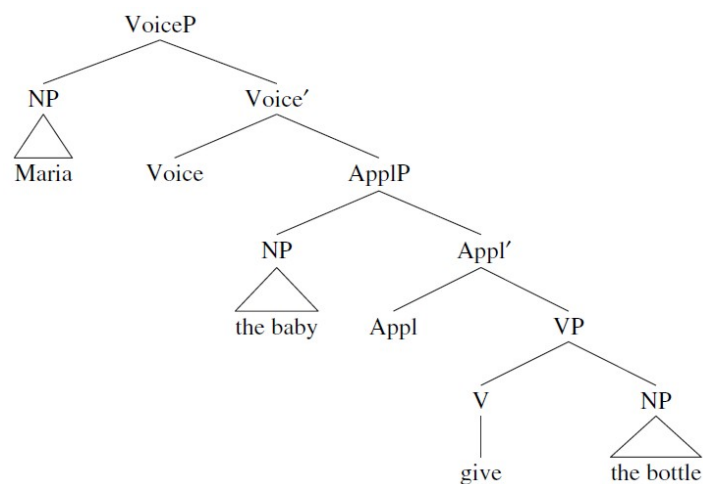 VoiceP
NP Voice′
Maria Voice ApplP
NP Appl′
the baby Appl VP
V NP
give the bottle